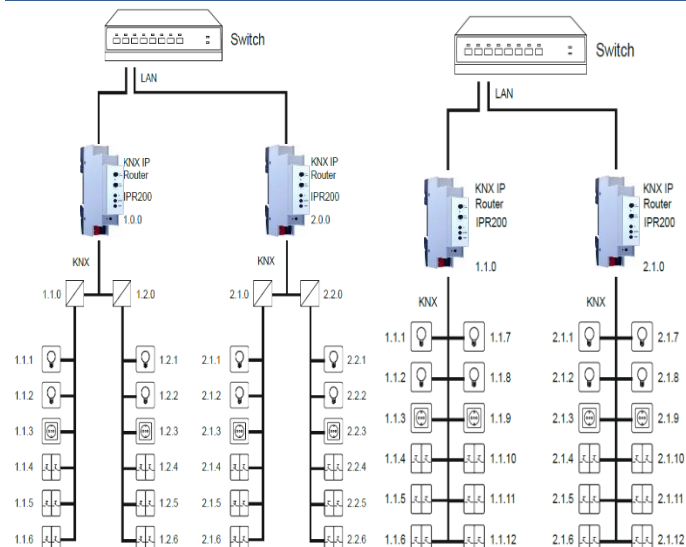 Switch
LAN
KNX IP
Router
IPR200
1.0.0
KNX IP
Router
IPR200
2.0.0
KNX
KNX
1.1.0
1.2.0
2.1.0
2.2.0
1.1.1
1.2.1
2.1.1
2.2.1
1.1.2
1.2.2
2.1.2
2.2.2
1.1.3
1.2.3
2.1.3
2.2.3
1.1.4
1.2.4
2.1.4
2.2.4
1.1.5
1.2.5
2.1.5
2.2.5
1.1.6
1.2.6
2.1.6
2.2.6
Switch
LAN
KNX IP
Router
IPR200
1.1.0
KNX IP
Router
IPR200
2.1.0
KNX
KNX
1.1.1
1.1.7
2.1.1
2.1.7
1.1.2
1.1.8
2.1.2
2.1.8
1.1.3
1.1.9
2.1.3
2.1.9
1.1.4
1.1.10
2.1.4
2.1.10
1.1.5
1.1.11
2.1.5
2.1.11
1.1.6
1.1.12
2.1.6
2.1.12